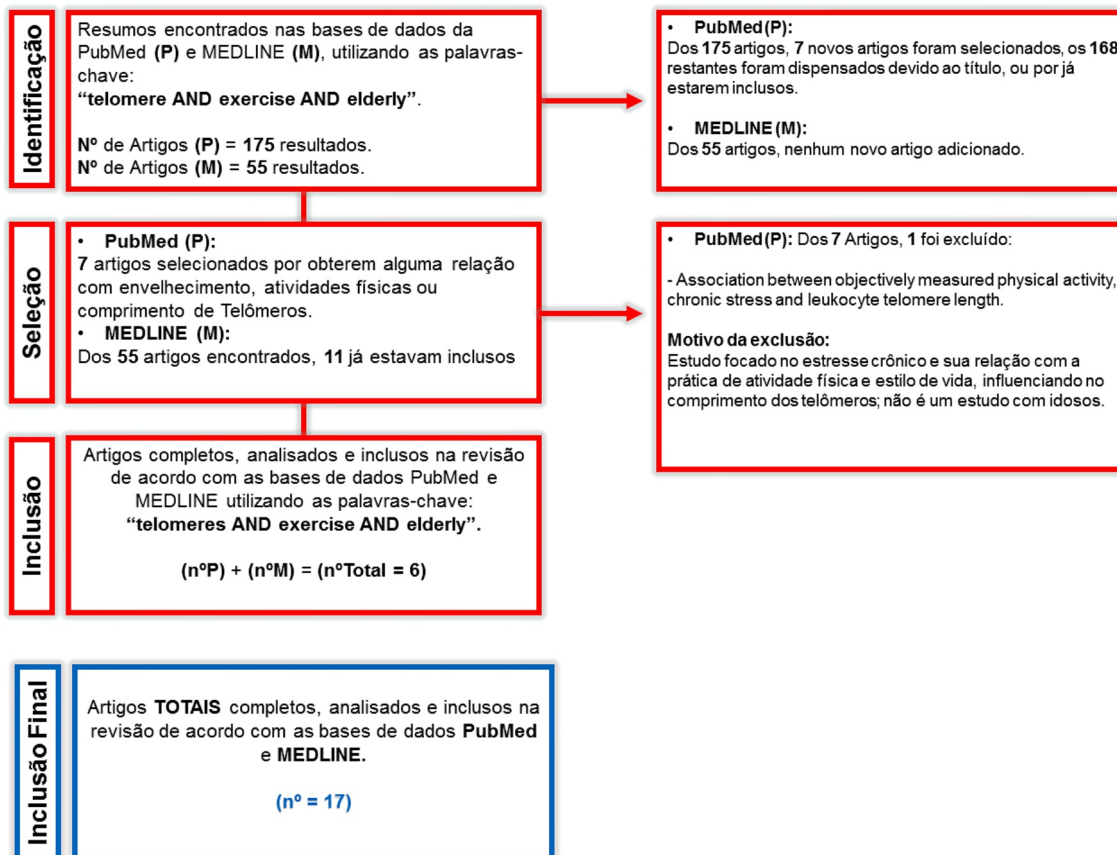 Identificação
Resumos encontrados nas bases de dados da
PubMed (P) e MEDLINE (M), utilizando as palavras-
chave:
“telomere AND exercise AND elderly”.
Nº de Artigos (P) = 175 resultados.
Nº de Artigos (M) = 55 resultados.
• PubMed(P):
Dos 175 artigos, 7 novos artigos foram selecionados, os 168
restantes foram dispensados devido ao título, ou por já
estarem inclusos.
• MEDLINE (M):
Dos 55 artigos, nenhum novo artigo adicionado.
Seleção
• PubMed (P):
7 artigos selecionados por obterem alguma relação
com envelhecimento, atividades físicas ou
comprimento de Telômeros.
• MEDLINE (M):
Dos 55 artigos encontrados, 11 já estavam inclusos
• PubMed(P): Dos 7 Artigos, 1 foi excluído:
- Association between objectively measured physical activity,
chronic stress and leukocyte telomere length.
Motivo da exclusão:
Estudo focado no estresse crônico e sua relação com a
prática de atividade física e estilo de vida, influenciando no
comprimento dos telômeros; não é um estudo com idosos.
Inclusão
Artigos completos, analisados e inclusos na revisão
de acordo com as bases de dados PubMed e
MEDLINE utilizando as palavras-chave:
“telomeres AND exercise AND elderly”.
(nºP) + (nºM) = (nºTotal = 6)
Inclusão Final
Artigos TOTAIS completos, analisados e inclusos na
revisão de acordo com as bases de dados PubMed
e MEDLINE.
(nº = 17)